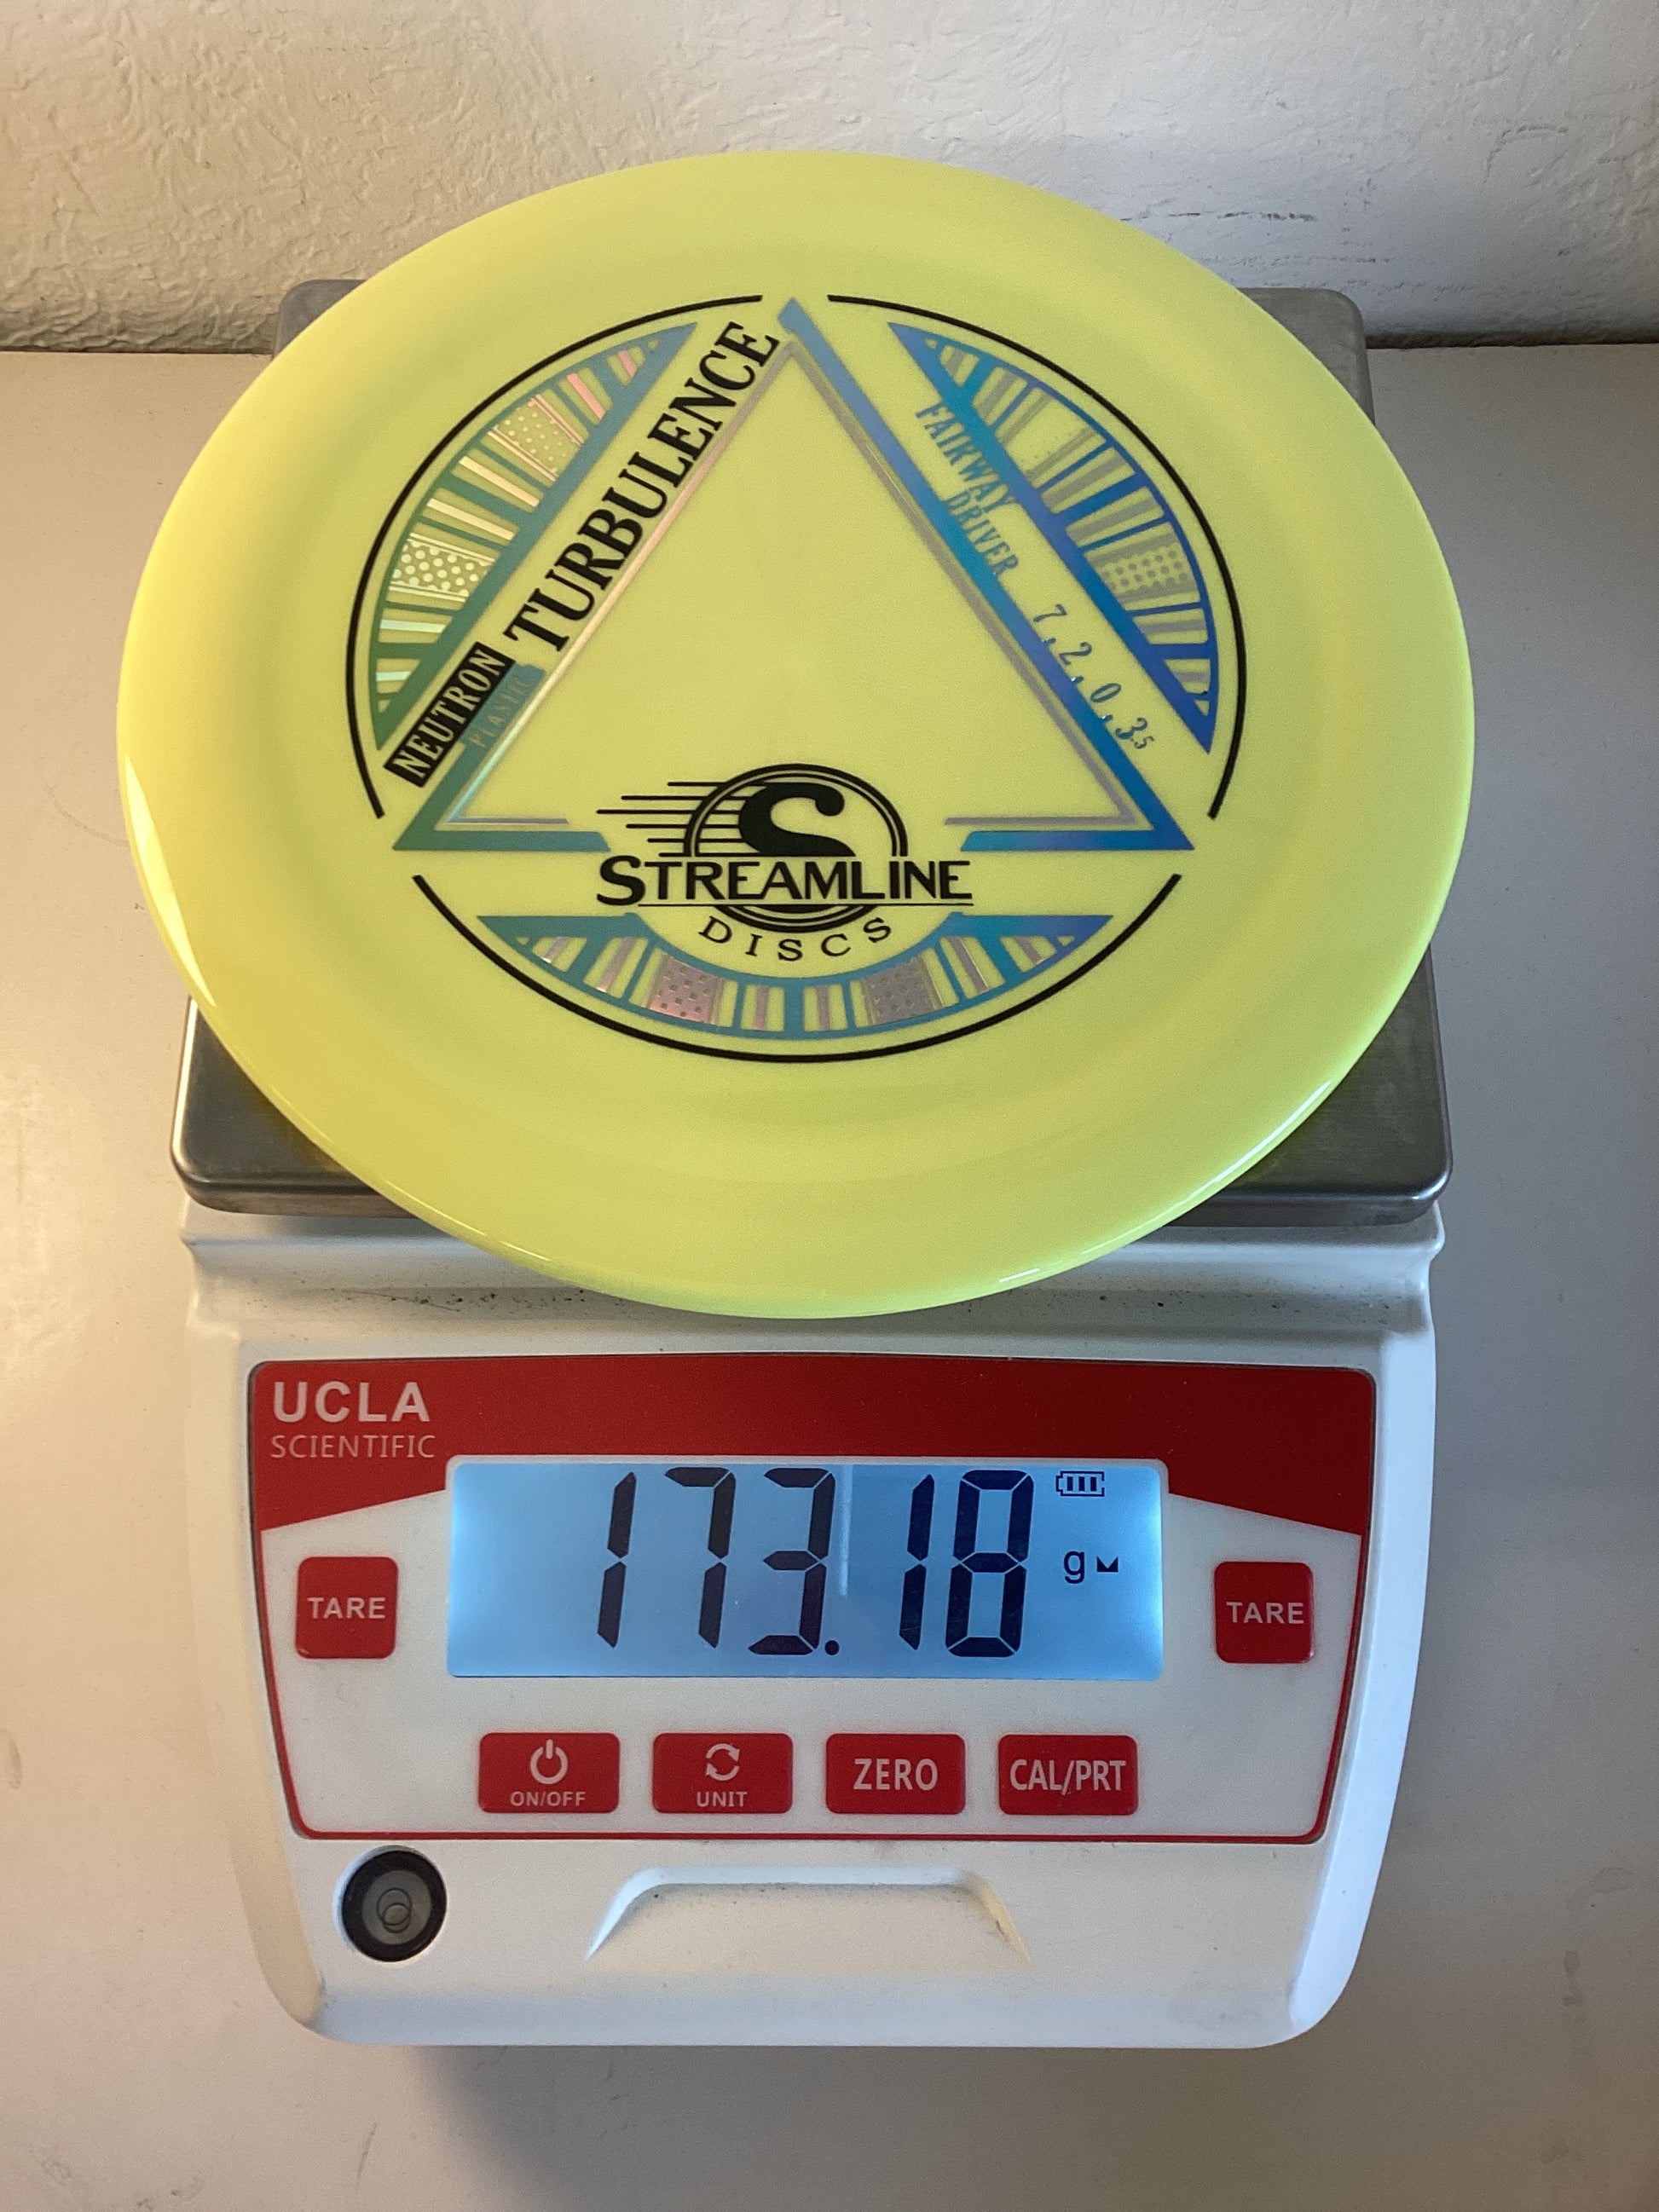 NEUTRON
PLASTIC
TURBULENCE
FAIRWAY
DRIVER
7, 2, 0, 3.5
S
STREAMLINE
DISCS
UCLA
SCIENTIFIC
173.18
g
TARE
TARE
ON/OFF
UNIT
ZERO
CAL/PRT